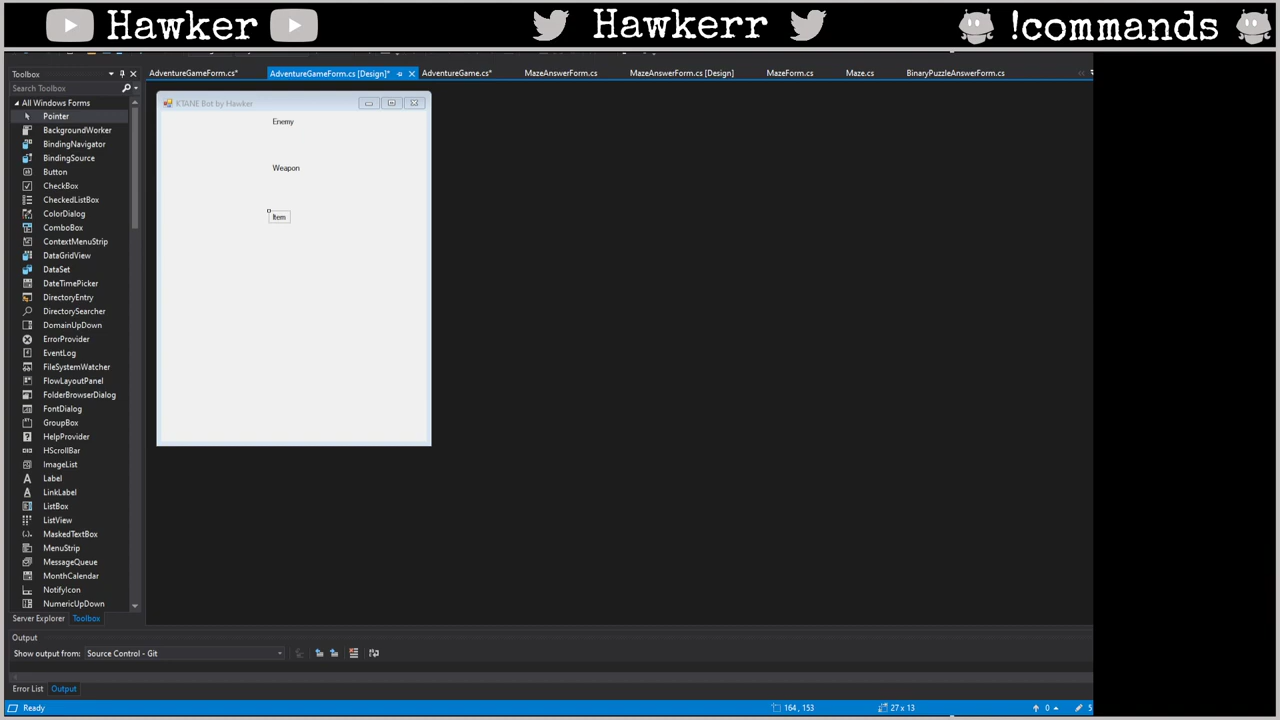 Hawker
Hawkerr
!commands
Toolbox
AdventureGameForm.cs*
AdventureGameForm.cs [Design]*
AdventureGame.cs*
MazeAnswerForm.cs
MazeAnswerForm.cs [Design]
MazeForm.cs
Maze.cs
BinaryPuzzleAnswerForm.cs
Search Toolbox
All Windows Forms
Pointer
BackgroundWorker
BindingNavigator
BindingSource
Button
CheckBox
CheckedListBox
ColorDialog
ComboBox
ContextMenuStrip
DataGridView
DataSet
DateTimePicker
DirectoryEntry
DirectorySearcher
DomainUpDown
ErrorProvider
EventLog
FileSystemWatcher
FlowLayoutPanel
FolderBrowserDialog
FontDialog
GroupBox
HelpProvider
HScrollBar
ImageList
Label
LinkLabel
ListBox
ListView
MaskedTextBox
MenuStrip
MessageQueue
MonthCalendar
NotifyIcon
NumericUpDown
Server Explorer
Toolbox
KTANE Bot by Hawker
Enemy
Weapon
Item
Output
Show output from:
Source Control - Git
Error List
Output
Ready
164 , 153
27 x 13
0
5